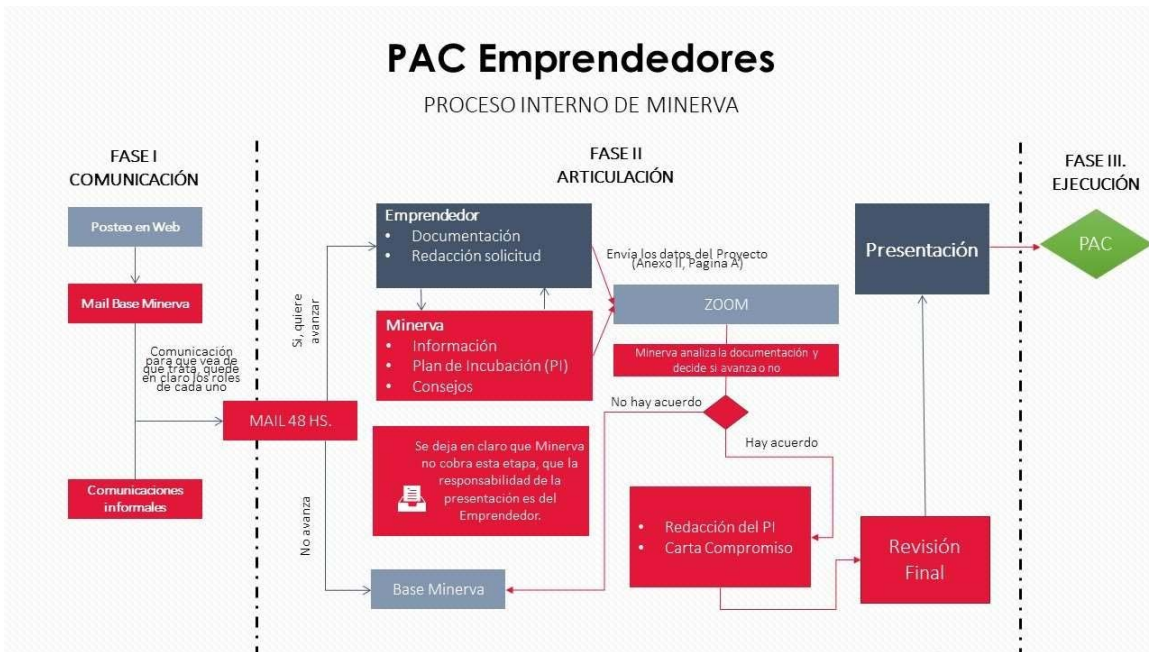 PAC Emprendedores
PROCESO INTERNO DE MINERVA
FASE I
COMUNICACIÓN
Posteo en Web
Mail Base Minerva
Comunicación
para que vea de
que trata, quede
en claro los roles
de cada uno
Comunicaciones
informales
MAIL 48 HS.
FASE II
ARTICULACIÓN
Si, quiere
avanzar
No avanza
Emprendedor
• Documentación
• Redacción solicitud
Minerva
• Información
• Plan de Incubación (PI)
• Consejos
Se deja en claro que Minerva
no cobra esta etapa, que la
responsabilidad de la
presentación es del
Emprendedor.
Base Minerva
Envía los datos del Proyecto
(Anexo II, Pagina A)
ZOOM
Minerva analiza la documentación y
decide si avanza o no
No hay acuerdo
Hay acuerdo
• Redacción del PI
• Carta Compromiso
Revisión
Final
Presentación
FASE III.
EJECUCIÓN
PAC